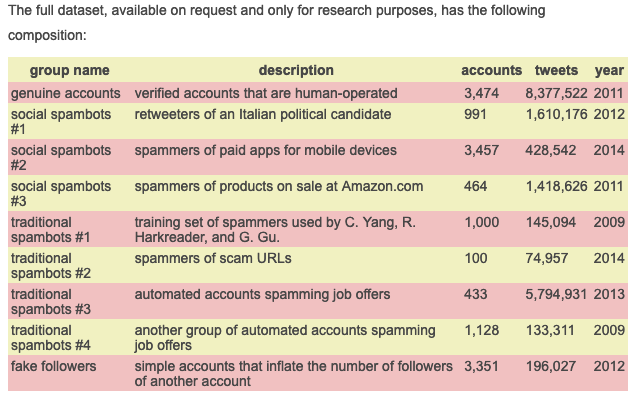 The full dataset, available on request and only for research purposes, has the following
composition:
group name description accounts tweets year
genuine accounts verified accounts that are human-operated 3,474 8,377,522 2011
social spambots retweeters of an Italian political candidate 991 1,610,176 2012
#1
social spambots spammers of paid apps for mobile devices 3,457 428,542 2014
#2
social spambots spammers of products on sale at Amazon.com 464 1,418,626 2011
#3
traditional training set of spammers used by C. Yang, R. 1,000 145,094 2009
spambots #1 Harkreader, and G. Gu.
traditional spammers of scam URLs 100 74,957 2014
spambots #2
traditional automated accounts spamming job offers 433 5,794,931 2013
spambots #3
traditional another group of automated accounts spamming 1,128 133,311 2009
spambots #4 job offers
fake followers simple accounts that inflate the number of followers 3,351 196,027 2012
of another account